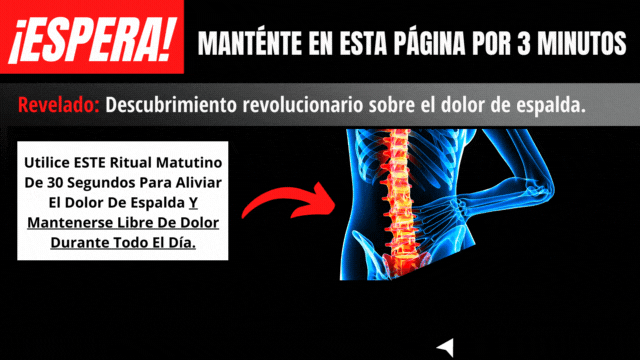 ¡ESPERA!
MANTÉNTE EN ESTA PÁGINA POR 3 MINUTOS
Revelado: Descubrimiento revolucionario sobre el dolor de espalda.
Utilice ESTE Ritual Matutino
De 30 Segundos Para Aliviar
El Dolor De Espalda Y
Mantenerse Libre De Dolor
Durante Todo El Día.